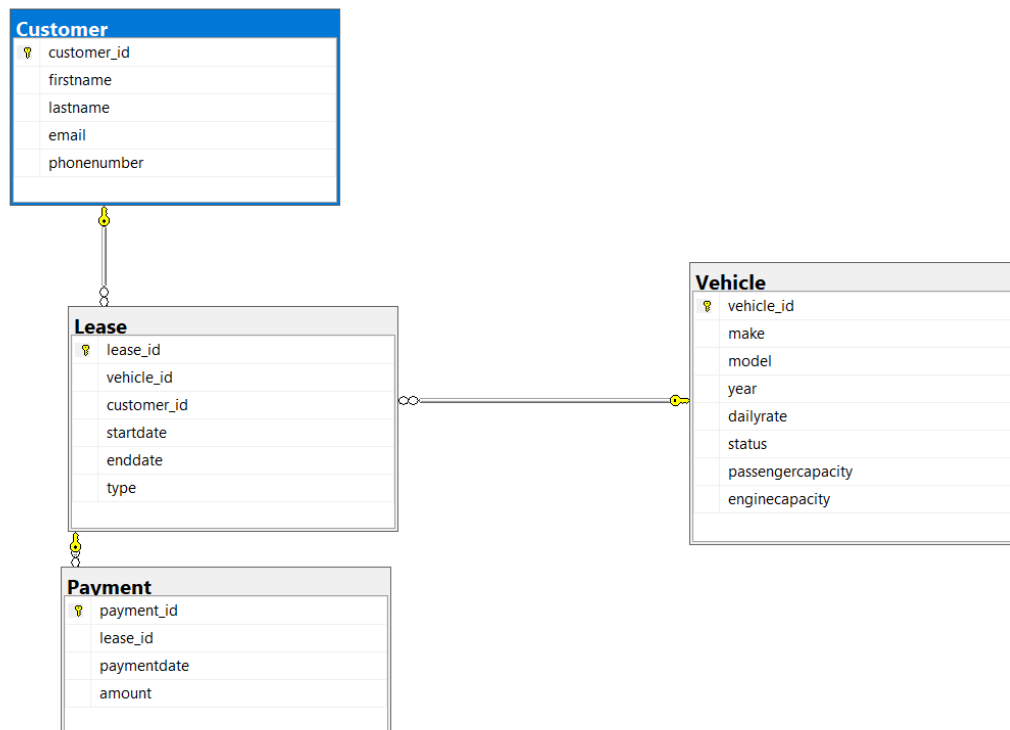 Customer
customer_id
firstname
lastname
email
phonenumber
Lease
lease_id
vehicle_id
customer_id
startdate
enddate
type
Vehicle
vehicle_id
make
model
year
dailyrate
status
passengercapacity
enginecapacity
Payment
payment_id
lease_id
paymentdate
amount